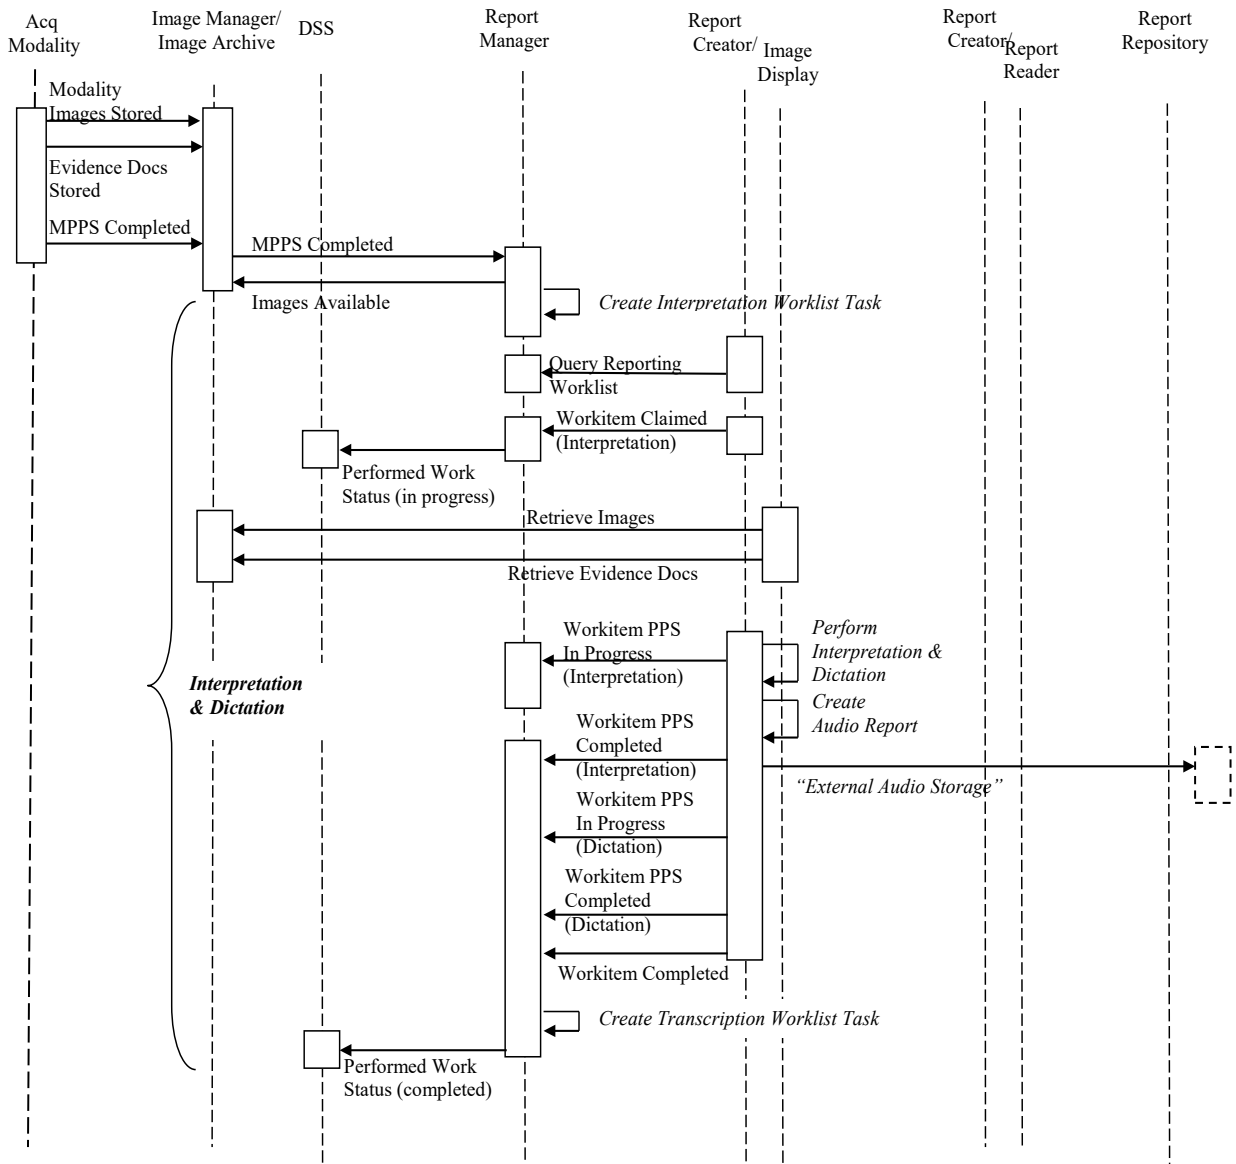 Acq
Modality
Image Manager/
Image Archive
DSS
Report
Manager
Report
Creator/
Image
Display
Report
Creator/
Report
Reader
Report
Repository
Modality
Images Stored
Evidence Docs
Stored
MPPS Completed
MPPS Completed
Images Available
Create Interpretation Worklist Task
Query Reporting
Worklist
Workitem Claimed
(Interpretation)
Performed Work
Status (in progress)
Retrieve Images
Retrieve Evidence Docs
Workitem PPS
In Progress
(Interpretation)
Perform
Interpretation &
Dictation
Interpretation
& Dictation
Create
Audio Report
Workitem PPS
Completed
(Interpretation)
“External Audio Storage”
Workitem PPS
In Progress
(Dictation)
Workitem PPS
Completed
(Dictation)
Workitem Completed
Create Transcription Worklist Task
Performed Work
Status (completed)